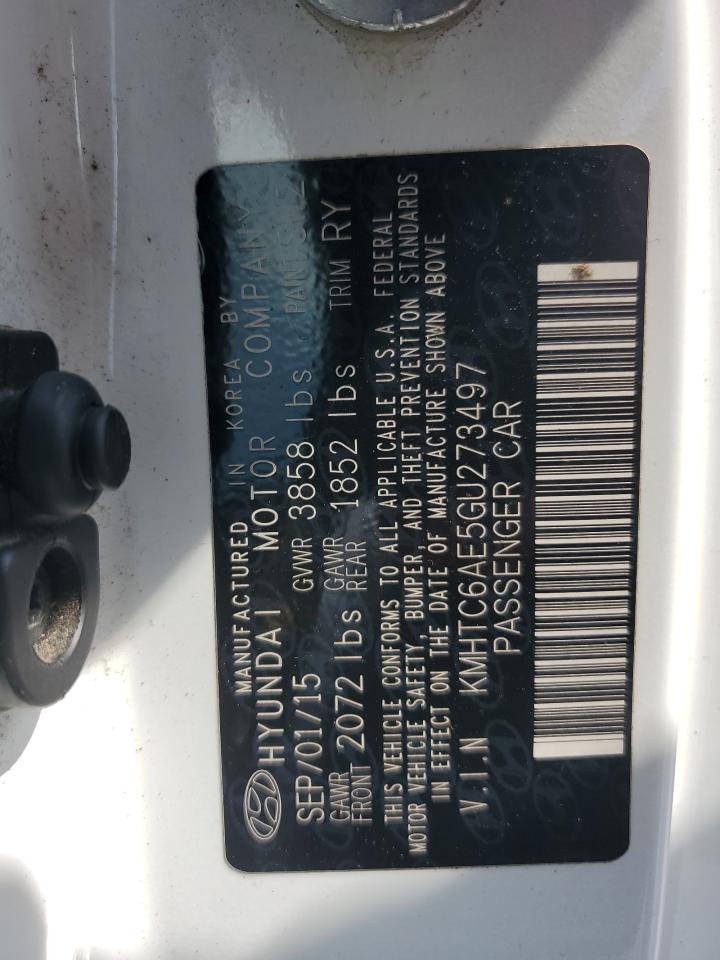 MANUFACTURED IN KOREA BY
HYUNDAI MOTOR COMPANY
SEP/01/15 GVWR 3858 lbs PAINT
GAWR FRONT 2072 lbs GAWR REAR 1852 lbs TRIM RY
THIS VEHICLE CONFORMS TO ALL APPLICABLE U.S.A. FEDERAL
MOTOR VEHICLE SAFETY, BUMPER, AND THEFT PREVENTION STANDARDS
IN EFFECT ON THE DATE OF MANUFACTURE SHOWN ABOVE
V.I.N KMHTC6AE5GU273497
PASSENGER CAR